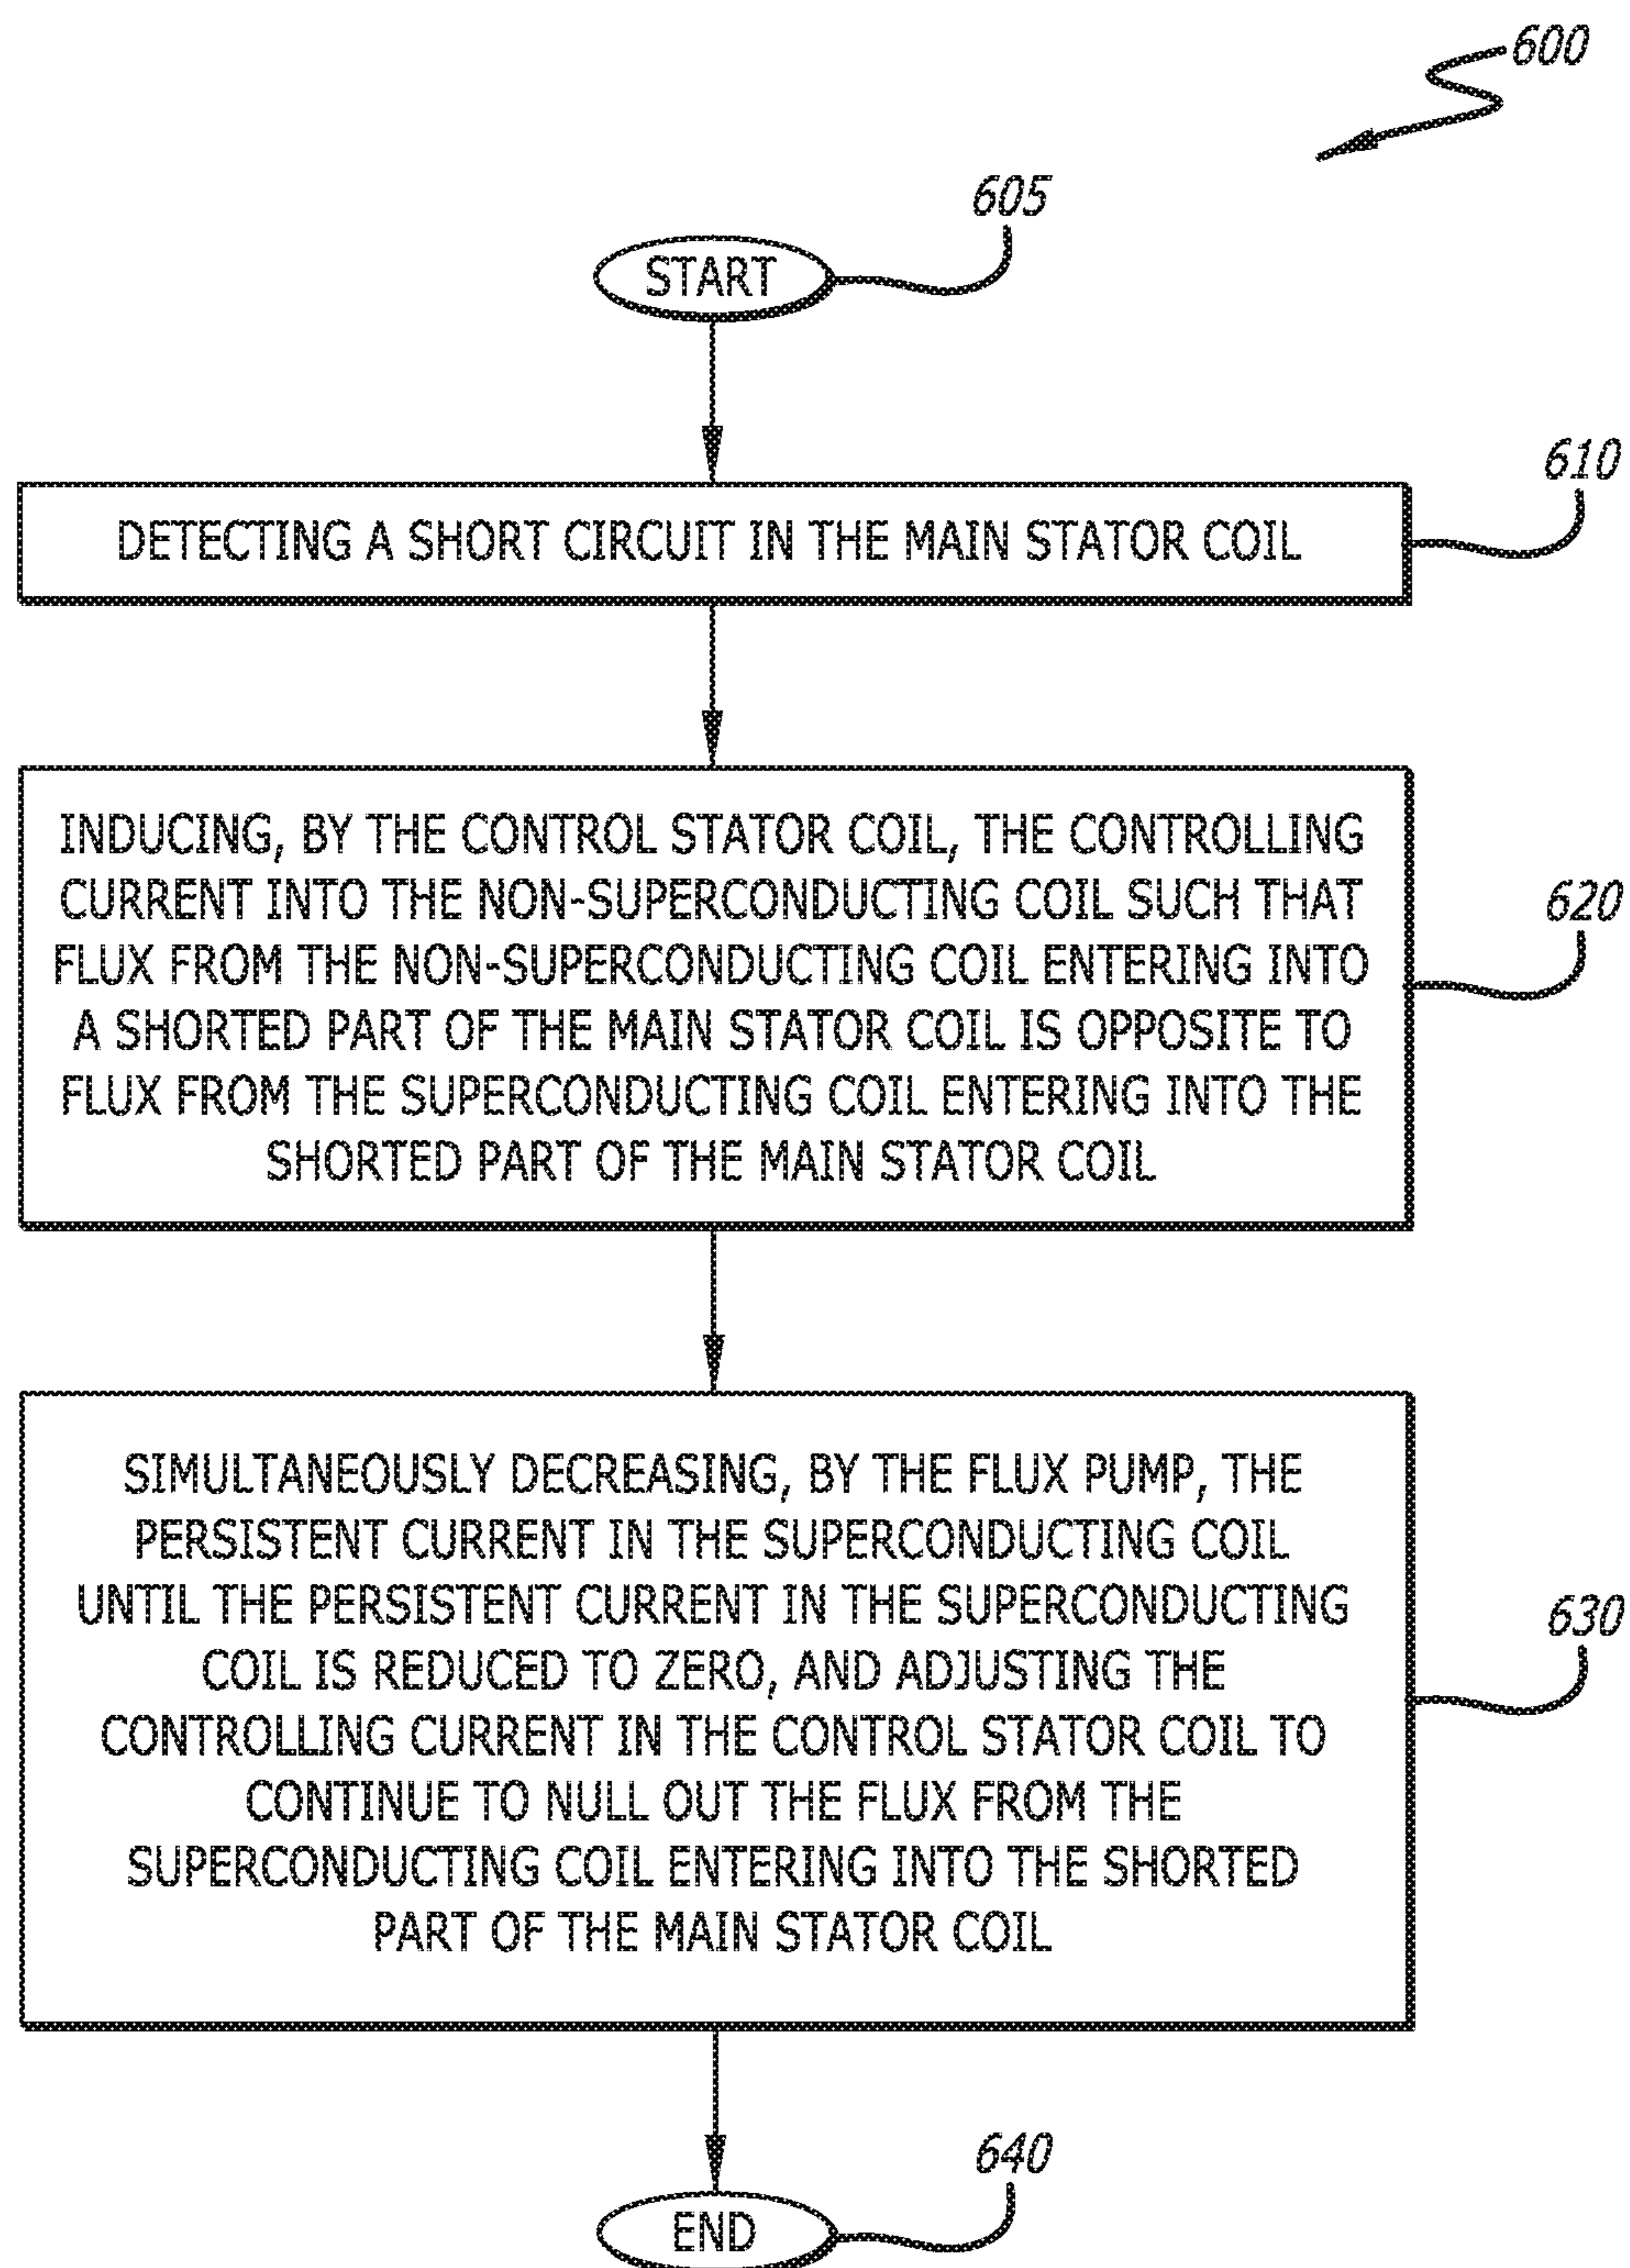 600
605
START
610
DETECTING A SHORT CIRCUIT IN THE MAIN STATOR COIL
INDUCING, BY THE CONTROL STATOR COIL, THE CONTROLLING
CURRENT INTO THE NON-SUPERCONDUCTING COIL SUCH THAT
FLUX FROM THE NON-SUPERCONDUCTING COIL ENTERING INTO
A SHORTED PART OF THE MAIN STATOR COIL IS OPPOSITE TO
FLUX FROM THE SUPERCONDUCTING COIL ENTERING INTO THE
SHORTED PART OF THE MAIN STATOR COIL
620
SIMULTANEOUSLY DECREASING, BY THE FLUX PUMP, THE
PERSISTENT CURRENT IN THE SUPERCONDUCTING COIL
UNTIL THE PERSISTENT CURRENT IN THE SUPERCONDUCTING
COIL IS REDUCED TO ZERO, AND ADJUSTING THE
CONTROLLING CURRENT IN THE CONTROL STATOR COIL TO
CONTINUE TO NULL OUT THE FLUX FROM THE
SUPERCONDUCTING COIL ENTERING INTO THE SHORTED
PART OF THE MAIN STATOR COIL
630
640
END